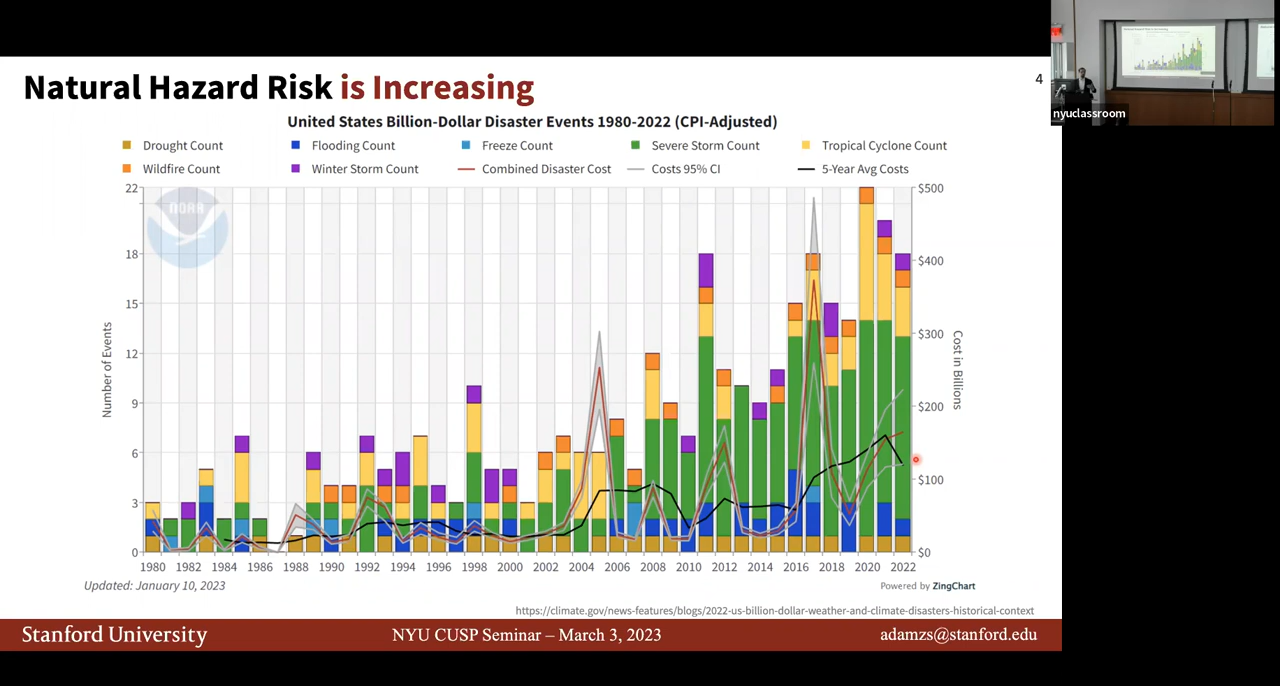 Natural Hazard Risk is Increasing
4
nyuclassroom
United States Billion-Dollar Disaster Events 1980-2022 (CPI-Adjusted)
Drought Count
Flooding Count
Freeze Count
Severe Storm Count
Tropical Cyclone Count
Wildfire Count
Winter Storm Count
Combined Disaster Cost
Costs 95% CI
5-Year Avg Costs
NOAA
Number of Events
22
18
15
12
9
6
3
0
$500
$400
$300
$200
$100
$0
Cost in Billions
1980 1982 1984 1986 1988 1990 1992 1994 1996 1998 2000 2002 2004 2006 2008 2010 2012 2014 2016 2018 2020 2022
Updated: January 10, 2023
Powered by ZingChart
https://climate.gov/news-features/blogs/2022-us-billion-dollar-weather-and-climate-disasters-historical-context
Stanford University
NYU CUSP Seminar – March 3, 2023
adamzs@stanford.edu